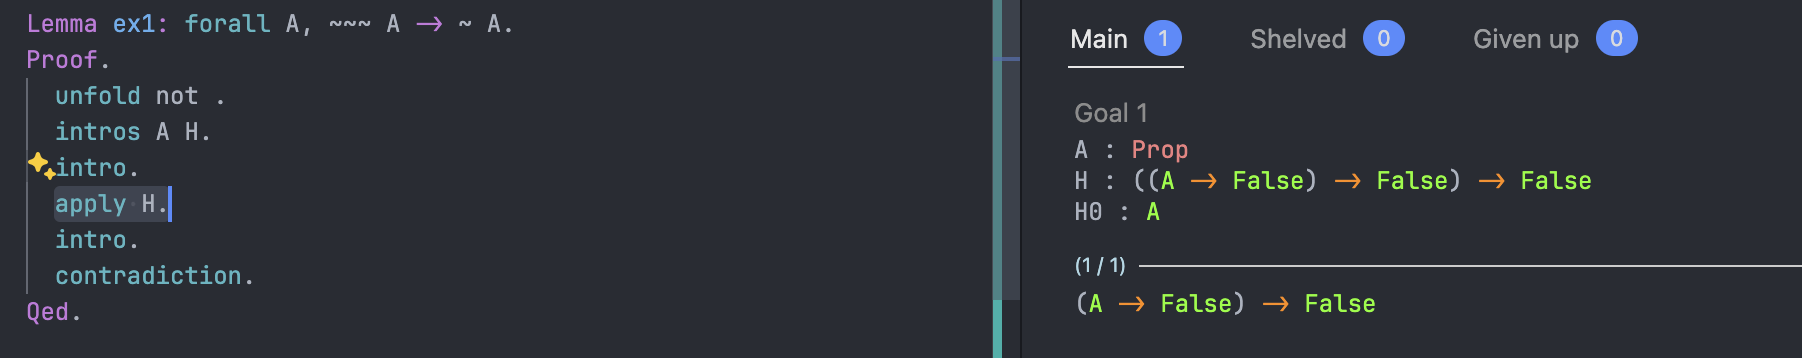 Lemma ex1: forall A, ~~~ A -> ~ A.
Proof.
unfold not .
intros A H.
intro.
apply H.
intro.
contradiction.
Qed.
Main 1 Shelved 0 Given up 0
Goal 1
A : Prop
H : ((A -> False) -> False) -> False
H0 : A
(1 / 1)
(A -> False) -> False